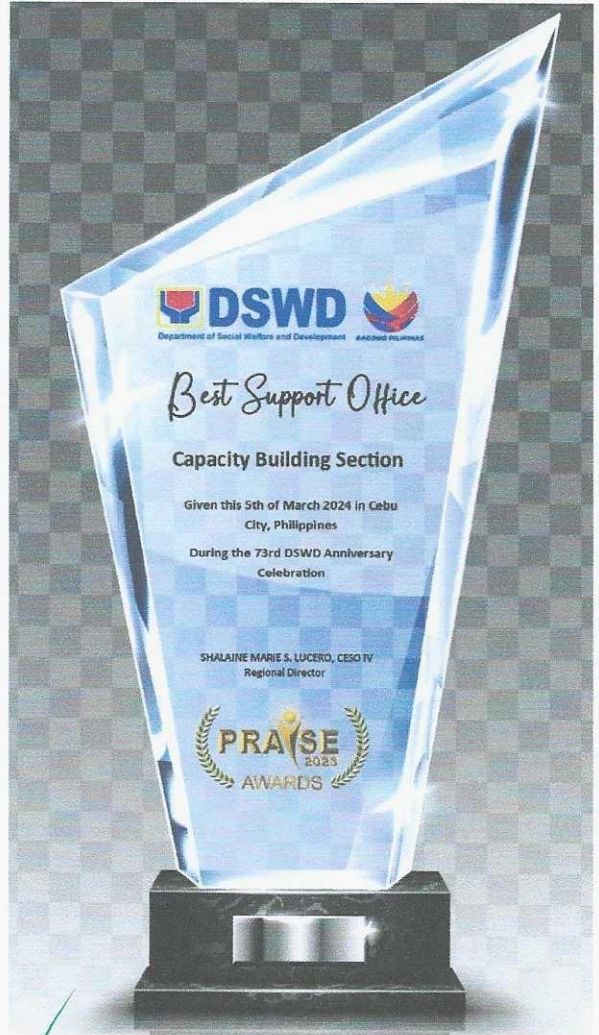 DSWD
Department of Social Welfare and Development
BAGONG PILIPINAS
Best Support Office
Capacity Building Section
Given this 5th of March 2024 in Cebu
City, Philippines
During the 73rd DSWD Anniversary
Celebration
SHALAINE MARIE S. LUCERO, CESO IV
Regional Director
PRAISE
2023
AWARDS